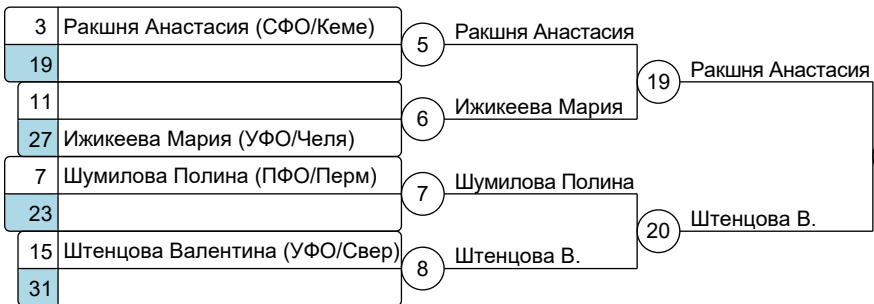 3 Ракшня Анастасия (СФО/Кеме)
5 Ракшня Анастасия
19
19 Ракшня Анастасия
11
6 Ижикеева Мария
27 Ижикеева Мария (УФО/Челя)
7 Шумилова Полина (ПФО/Перм)
7 Шумилова Полина
23
20 Штенцова В.
15 Штенцова Валентина (УФО/Свер)
8 Штенцова В.
31